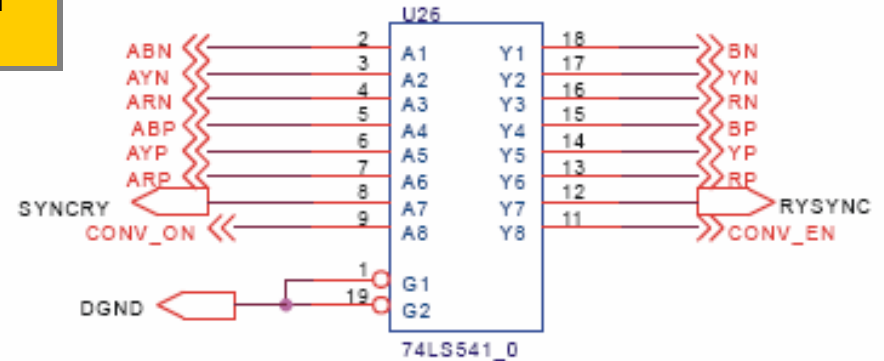 U26
ABN 2 A1 Y1 18 BN
AYN 3 A2 Y2 17 YN
ARN 4 A3 Y3 16 RN
ABP 5 A4 Y4 15 BP
AYP 6 A5 Y5 14 YP
ARP 7 A6 Y6 13 RP
SYNCRY 8 A7 Y7 12 RYSYNC
CONV_ON 9 A8 Y8 11 CONV_EN
1 G1
DGND 19 G2
74LS541_0